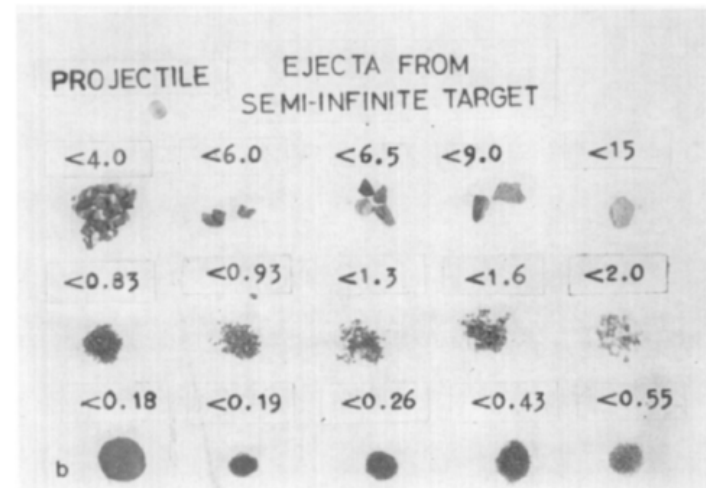 PROJECTILE
EJECTA FROM
SEMI-INFINITE TARGET
<4.0 <6.0 <6.5 <9.0 <15
<0.83 <0.93 <1.3 <1.6 <2.0
<0.18 <0.19 <0.26 <0.43 <0.55
b